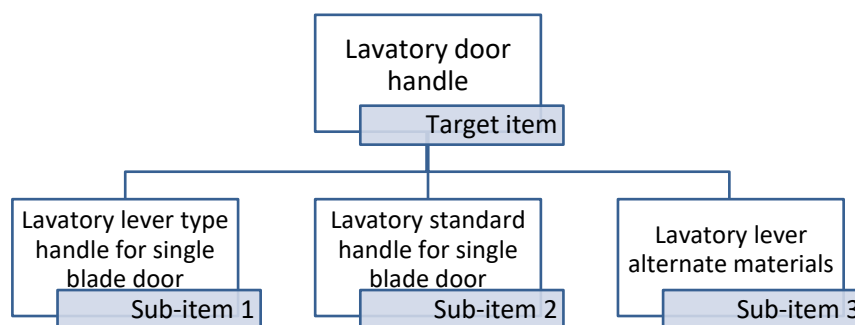 Lavatory door
handle
Target item
Lavatory lever type
handle for single
blade door
Sub-item 1
Lavatory standard
handle for single
blade door
Sub-item 2
Lavatory lever
alternate materials
Sub-item 3